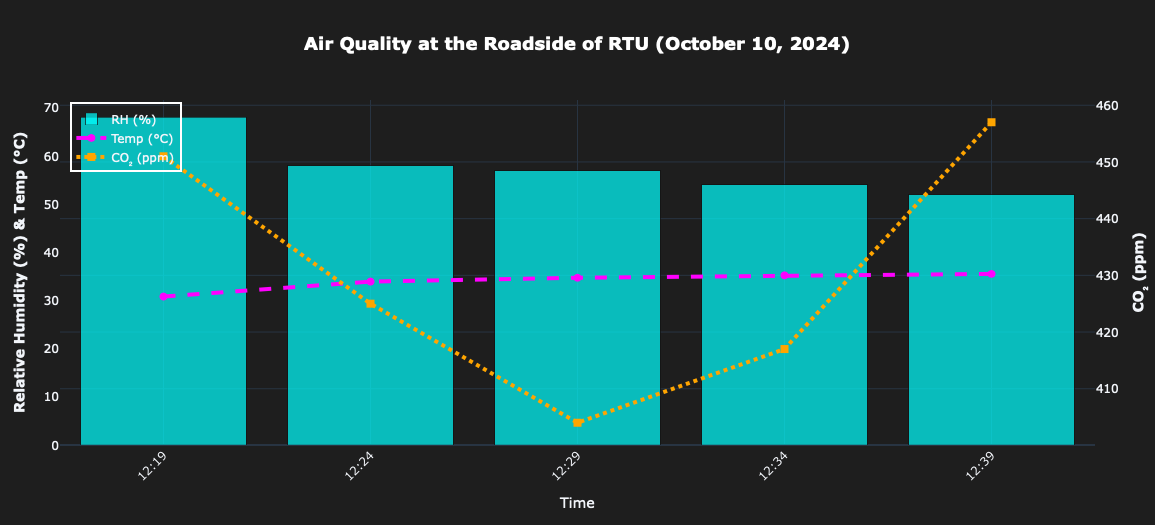 Air Quality at the Roadside of RTU (October 10, 2024)
RH (%)
Temp (°C)
CO₂ (ppm)
Relative Humidity (%) & Temp (°C)
70
60
50
40
30
20
10
0
460
450
440
430
420
410
CO₂ (ppm)
12:19
12:24
12:29
12:34
12:39
Time